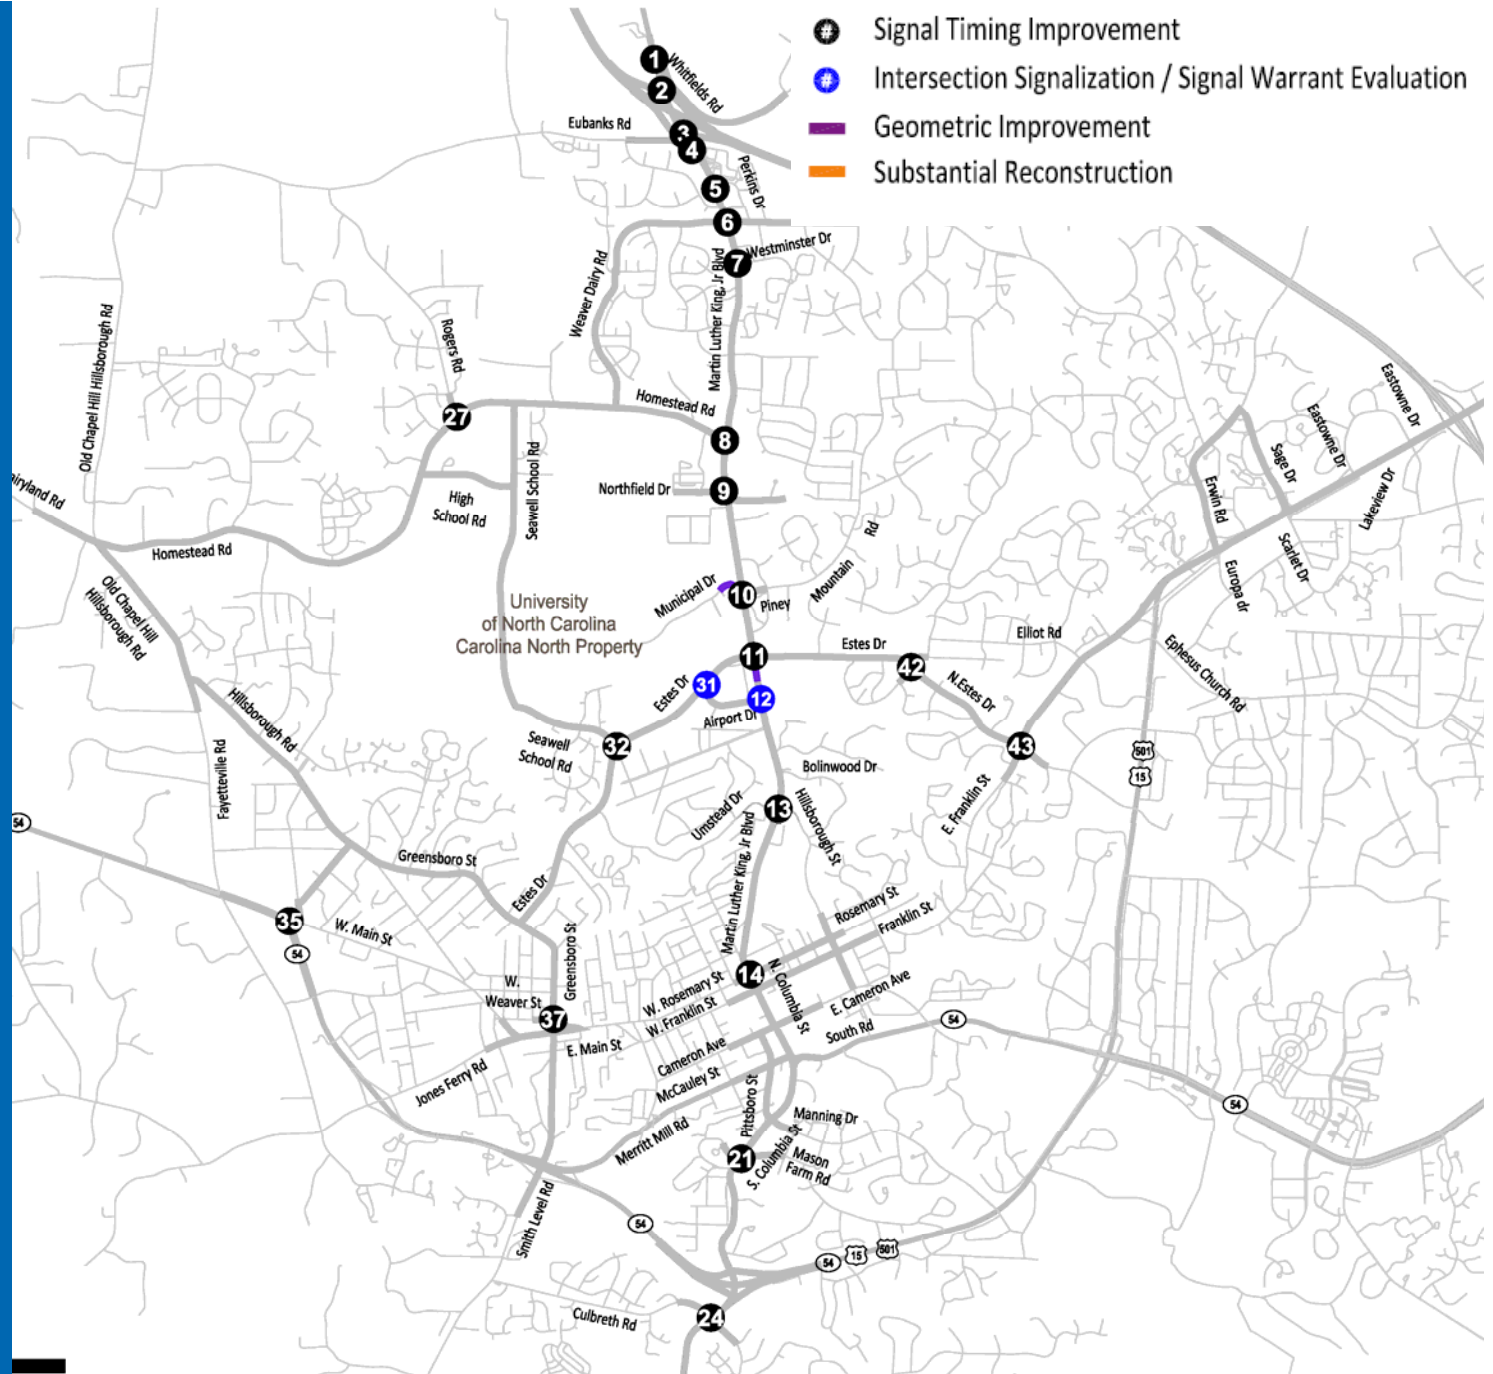 #
Signal Timing Improvement
#
Intersection Signalization / Signal Warrant Evaluation
Geometric Improvement
Substantial Reconstruction
1
Whitfields Rd
2
Eubanks Rd
3
4
Perkins Dr
5
6
Westminster Dr
7
Weaver Dairy Rd
Martin Luther King, Jr Blvd
Old Chapel Hill Hillsborough Rd
Rogers Rd
27
Homestead Rd
8
Eastowne Dr
Eastowne Dr
Sage Dr
Erwin Rd
Lakeview Dr
Seawell School Rd
High
School Rd
Northfield Dr
9
airyland Rd
Homestead Rd
Rd
Mountain
Piney
Scarlet Dr
Europa dr
Old Chapel Hill
Hillsborough Rd
Municipal Dr
10
University
of North Carolina
Carolina North Property
11
Estes Dr
42
Elliot Rd
Ephesus Church Rd
N.Estes Dr
Estes Dr
31
12
Airport Dr
Hillsborough Rd
Seawell
School Rd
32
43
501
15
Bolinwood Dr
Fayetteville Rd
54
Umstead Dr
13
Hillsborough St
E. Franklin St
Martin Luther King, Jr Blvd
Greensboro St
Estes Dr
Rosemary St
Franklin St
35
W. Main St
54
Greensboro St
14
N. Columbia St
W. Rosemary St
W. Franklin St
E. Cameron Ave
W.
Weaver St
37
South Rd
54
E. Main St
Cameron Ave
McCauley St
Jones Ferry Rd
Pittsboro St
Manning Dr
54
Merritt Mill Rd
21
S. Columbia St
Mason
Farm Rd
Smith Level Rd
54
54
15
501
Culbreth Rd
24